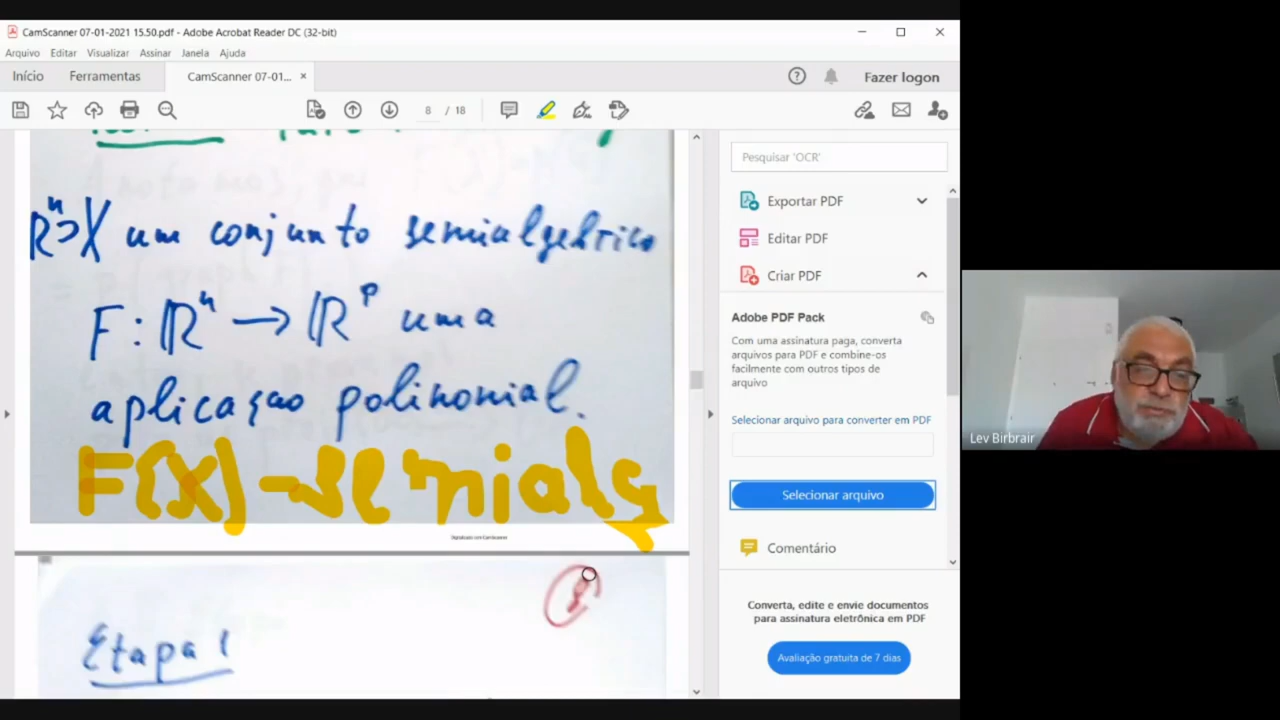 CamScanner 07-01-2021 15.50.pdf - Adobe Acrobat Reader DC (32-bit)
Arquivo Editar Visualizar Assinar Janela Ajuda
Início Ferramentas CamScanner 07-01... × Fazer logon
8 / 18
ℝⁿ⊃X um conjunto semialgébrico
F : ℝⁿ → ℝᵖ uma
aplicação polinomial.
F(X) - semialg
Digitalizado com CamScanner
Etapa 1
Pesquisar 'OCR'
Exportar PDF
Editar PDF
Criar PDF
Adobe PDF Pack
Com uma assinatura paga, converta
arquivos para PDF e combine-os
facilmente com outros tipos de
arquivo
Selecionar arquivo para converter em PDF
Selecionar arquivo
Comentário
Converta, edite e envie documentos
para assinatura eletrônica em PDF
Avaliação gratuita de 7 dias
Lev Birbrair